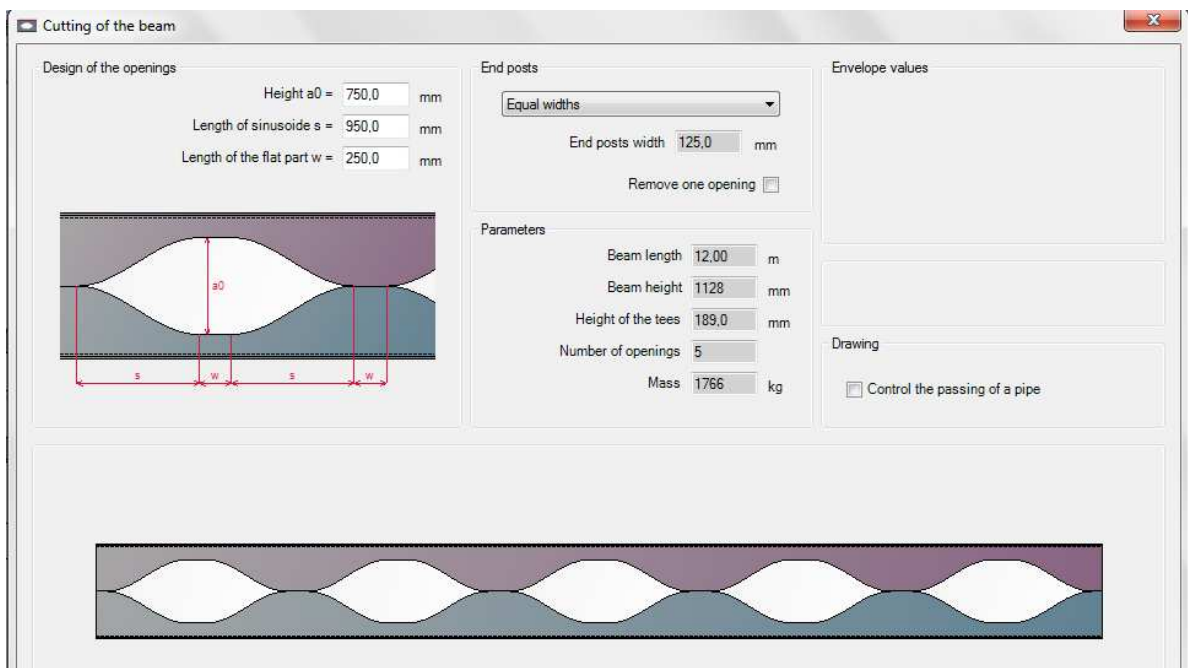 Cutting of the beam
x
Design of the openings
Height a0 = 750,0 mm
Length of sinusoide s = 950,0 mm
Length of the flat part w = 250,0 mm
a0
s w s w
End posts
Equal widths
End posts width 125,0 mm
Remove one opening
Parameters
Beam length 12,00 m
Beam height 1128 mm
Height of the tees 189,0 mm
Number of openings 5
Mass 1766 kg
Envelope values
Drawing
Control the passing of a pipe